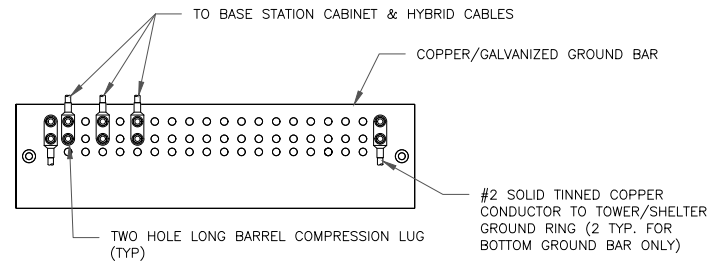 TO BASE STATION CABINET & HYBRID CABLES
COPPER/GALVANIZED GROUND BAR
#2 SOLID TINNED COPPER
CONDUCTOR TO TOWER/SHELTER
GROUND RING (2 TYP. FOR
BOTTOM GROUND BAR ONLY)
TWO HOLE LONG BARREL COMPRESSION LUG
(TYP)